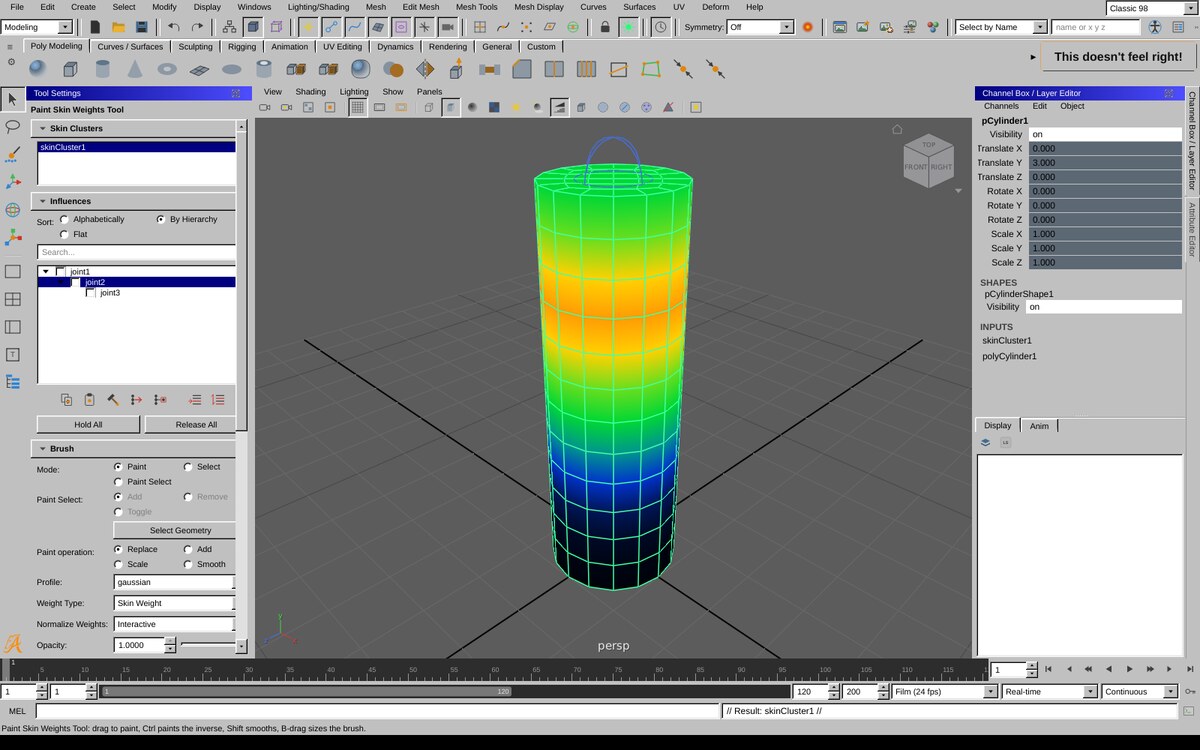 File Edit Create Select Modify Display Windows Lighting/Shading Mesh Edit Mesh Mesh Tools Mesh Display Curves Surfaces UV Deform Help
Classic 98
Modeling
Symmetry: Off
Select by Name
name or x y z
Poly Modeling Curves / Surfaces Sculpting Rigging Animation UV Editing Dynamics Rendering General Custom
This doesn't feel right!
Tool Settings
Paint Skin Weights Tool
Skin Clusters
skinCluster1
Influences
Sort: Alphabetically By Hierarchy
Flat
Search...
joint1
joint2
joint3
Hold All Release All
Brush
Mode: Paint Select
Paint Select
Paint Select: Add Remove
Toggle
Select Geometry
Paint operation: Replace Add
Scale Smooth
Profile: gaussian
Weight Type: Skin Weight
Normalize Weights: Interactive
Opacity: 1.0000
View Shading Lighting Show Panels
TOP
FRONT RIGHT
y
persp
Channel Box / Layer Editor
Channels Edit Object
pCylinder1
Visibility on
Translate X 0.000
Translate Y 3.000
Translate Z 0.000
Rotate X 0.000
Rotate Y 0.000
Rotate Z 0.000
Scale X 1.000
Scale Y 1.000
Scale Z 1.000
SHAPES
pCylinderShape1
Visibility on
INPUTS
skinCluster1
polyCylinder1
Display Anim
Channel Box / Layer Editor
Attribute Editor
1
5 10 15 20 25 30 35 40 45 50 55 60 65 70 75 80 85 90 95 100 105 110 115
1
1 1 1 120 120 200 Film (24 fps) Real-time Continuous
MEL // Result: skinCluster1 //
Paint Skin Weights Tool: drag to paint, Ctrl paints the inverse, Shift smooths, B-drag sizes the brush.